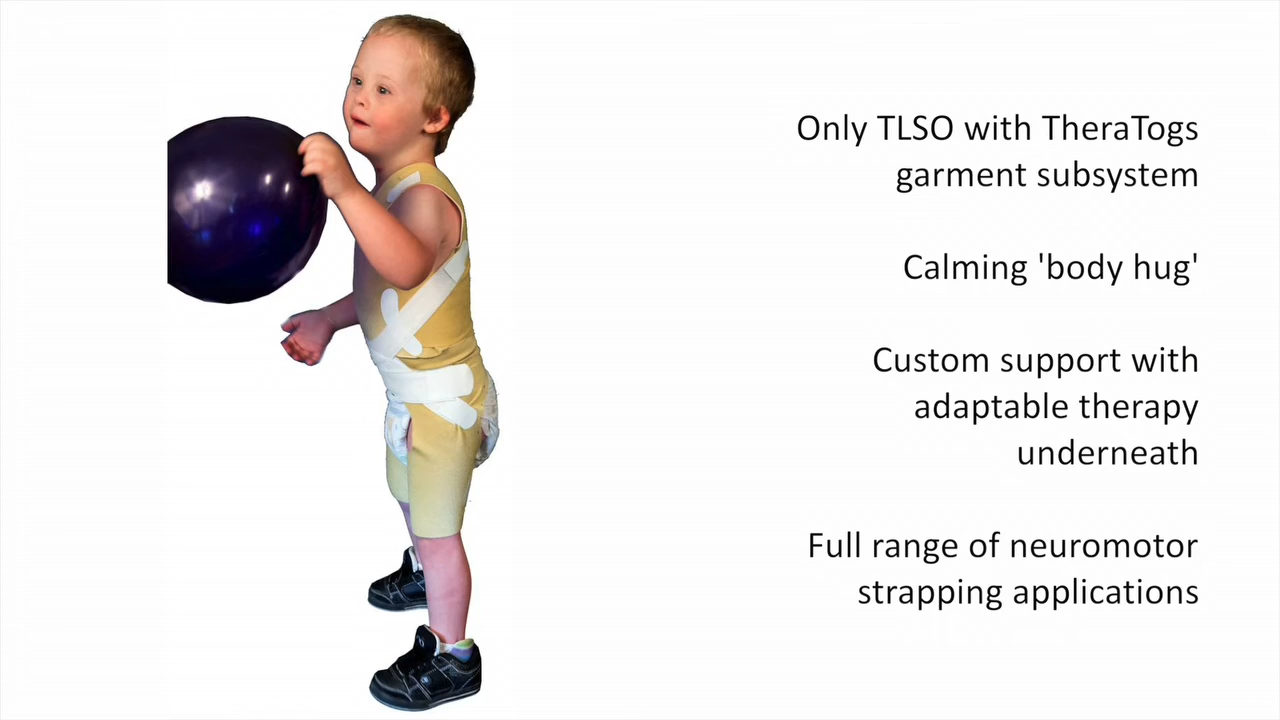 Only TLSO with TheraTogs
garment subsystem
Calming 'body hug'
Custom support with
adaptable therapy
underneath
Full range of neuromotor
strapping applications